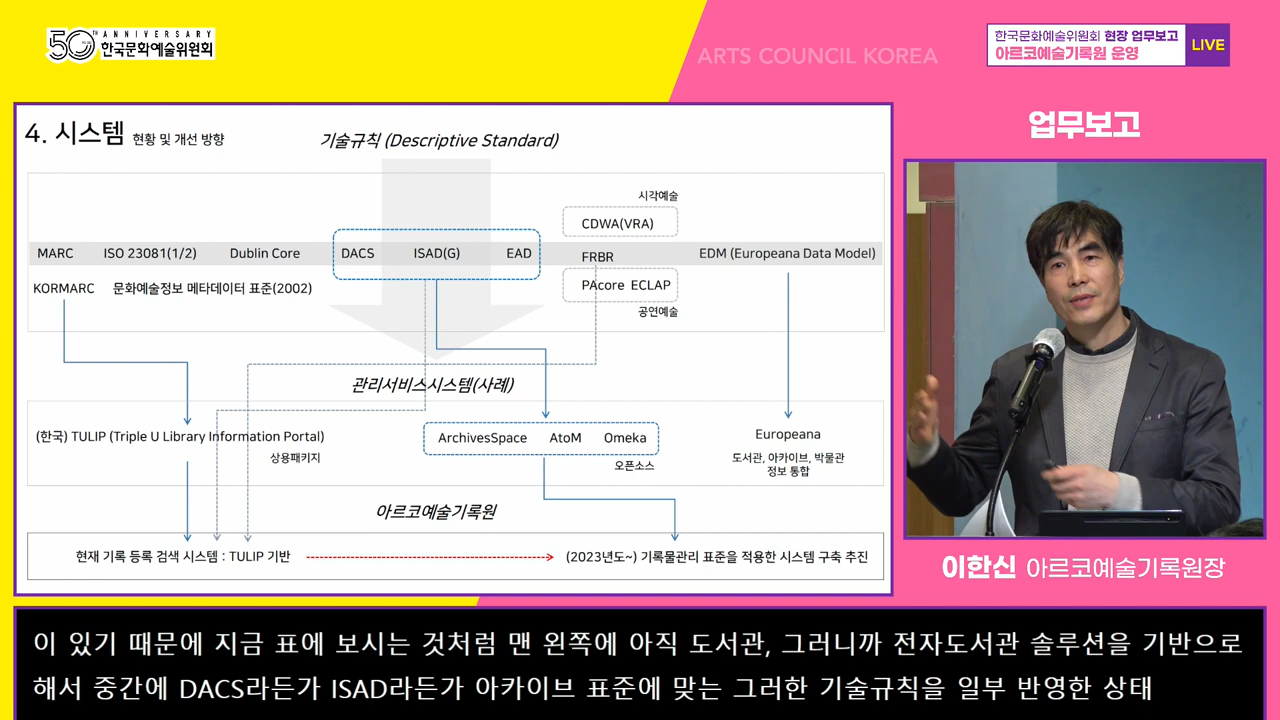 50TH ANNIVERSARY
한국문화예술위원회
ARTS COUNCIL KOREA
한국문화예술위원회 현장 업무보고
아르코예술기록원 운영
LIVE
업무보고
4. 시스템 현황 및 개선 방향
기술규칙 (Descriptive Standard)
시각예술
CDWA(VRA)
MARC ISO 23081(1/2) Dublin Core DACS ISAD(G) EAD FRBR EDM (Europeana Data Model)
KORMARC 문화예술정보 메타데이터 표준(2002) PAcore ECLAP
공연예술
관리서비스시스템(사례)
(한국) TULIP (Triple U Library Information Portal) ArchivesSpace AtoM Omeka Europeana
상용패키지
오픈소스
도서관, 아카이브, 박물관
정보 통합
아르코예술기록원
현재 기록 등록 검색 시스템 : TULIP 기반 (2023년도~) 기록물관리 표준을 적용한 시스템 구축 추진
이한신 아르코예술기록원장
이 있기 때문에 지금 표에 보시는 것처럼 맨 왼쪽에 아직 도서관, 그러니까 전자도서관 솔루션을 기반으로
해서 중간에 DACS라든가 ISAD라든가 아카이브 표준에 맞는 그러한 기술규칙을 일부 반영한 상태